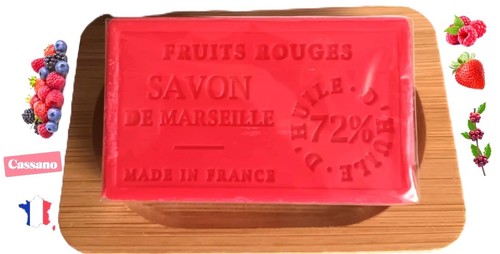 FRUITS ROUGES
SAVON
DE MARSEILLE
MADE IN FRANCE
D'HUILE · D'HUILE ·
72%
Cassano